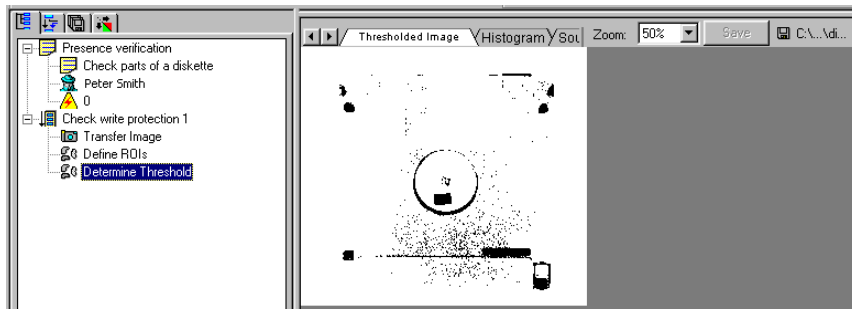 Presence verification
Check parts of a diskette
Peter Smith
0
Check write protection 1
Transfer Image
Define ROIs
Determine Threshold
Thresholded Image Histogram Sou Zoom: 50% Save C:\...\di...